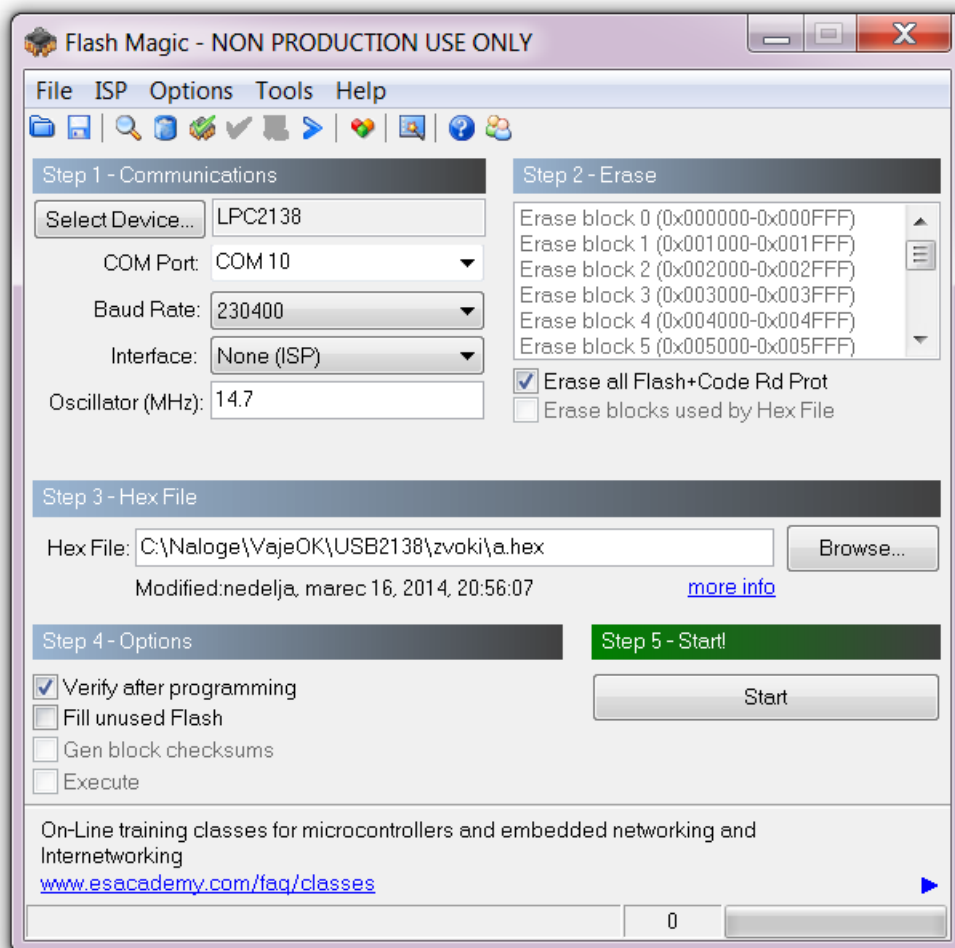 Flash Magic - NON PRODUCTION USE ONLY
File ISP Options Tools Help
Step 1 - Communications
Select Device... LPC2138
COM Port: COM 10
Baud Rate: 230400
Interface: None (ISP)
Oscillator (MHz): 14.7
Step 2 - Erase
Erase block 0 (0x000000-0x000FFF)
Erase block 1 (0x001000-0x001FFF)
Erase block 2 (0x002000-0x002FFF)
Erase block 3 (0x003000-0x003FFF)
Erase block 4 (0x004000-0x004FFF)
Erase block 5 (0x005000-0x005FFF)
Erase all Flash+Code Rd Prot
Erase blocks used by Hex File
Step 3 - Hex File
Hex File: C:\Naloge\VajeOK\USB2138\zvoki\a.hex Browse...
Modified:nedelja, marec 16, 2014, 20:56:07 more info
Step 4 - Options
Verify after programming
Fill unused Flash
Gen block checksums
Execute
Step 5 - Start!
Start
On-Line training classes for microcontrollers and embedded networking and
Internetworking
www.esacademy.com/faq/classes
0